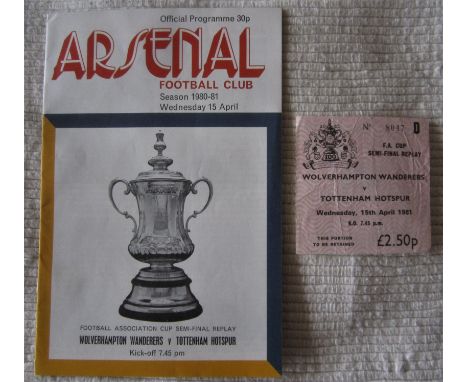 Official Programme 30p
ARSENAL
FOOTBALL CLUB
Season 1980-81
Wednesday 15 April
FOOTBALL ASSOCIATION CUP SEMI-FINAL REPLAY
WOLVERHAMPTON WANDERERS v TOTTENHAM HOTSPUR
Kick-off 7.45 pm
Nº 8047 D
F.A. CUP
SEMI-FINAL REPLAY
WOLVERHAMPTON WANDERERS
v
TOTTENHAM HOTSPUR
Wednesday, 15th April 1981
K.O. 7.45 p.m.
THIS PORTION
TO BE RETAINED
£2.50p